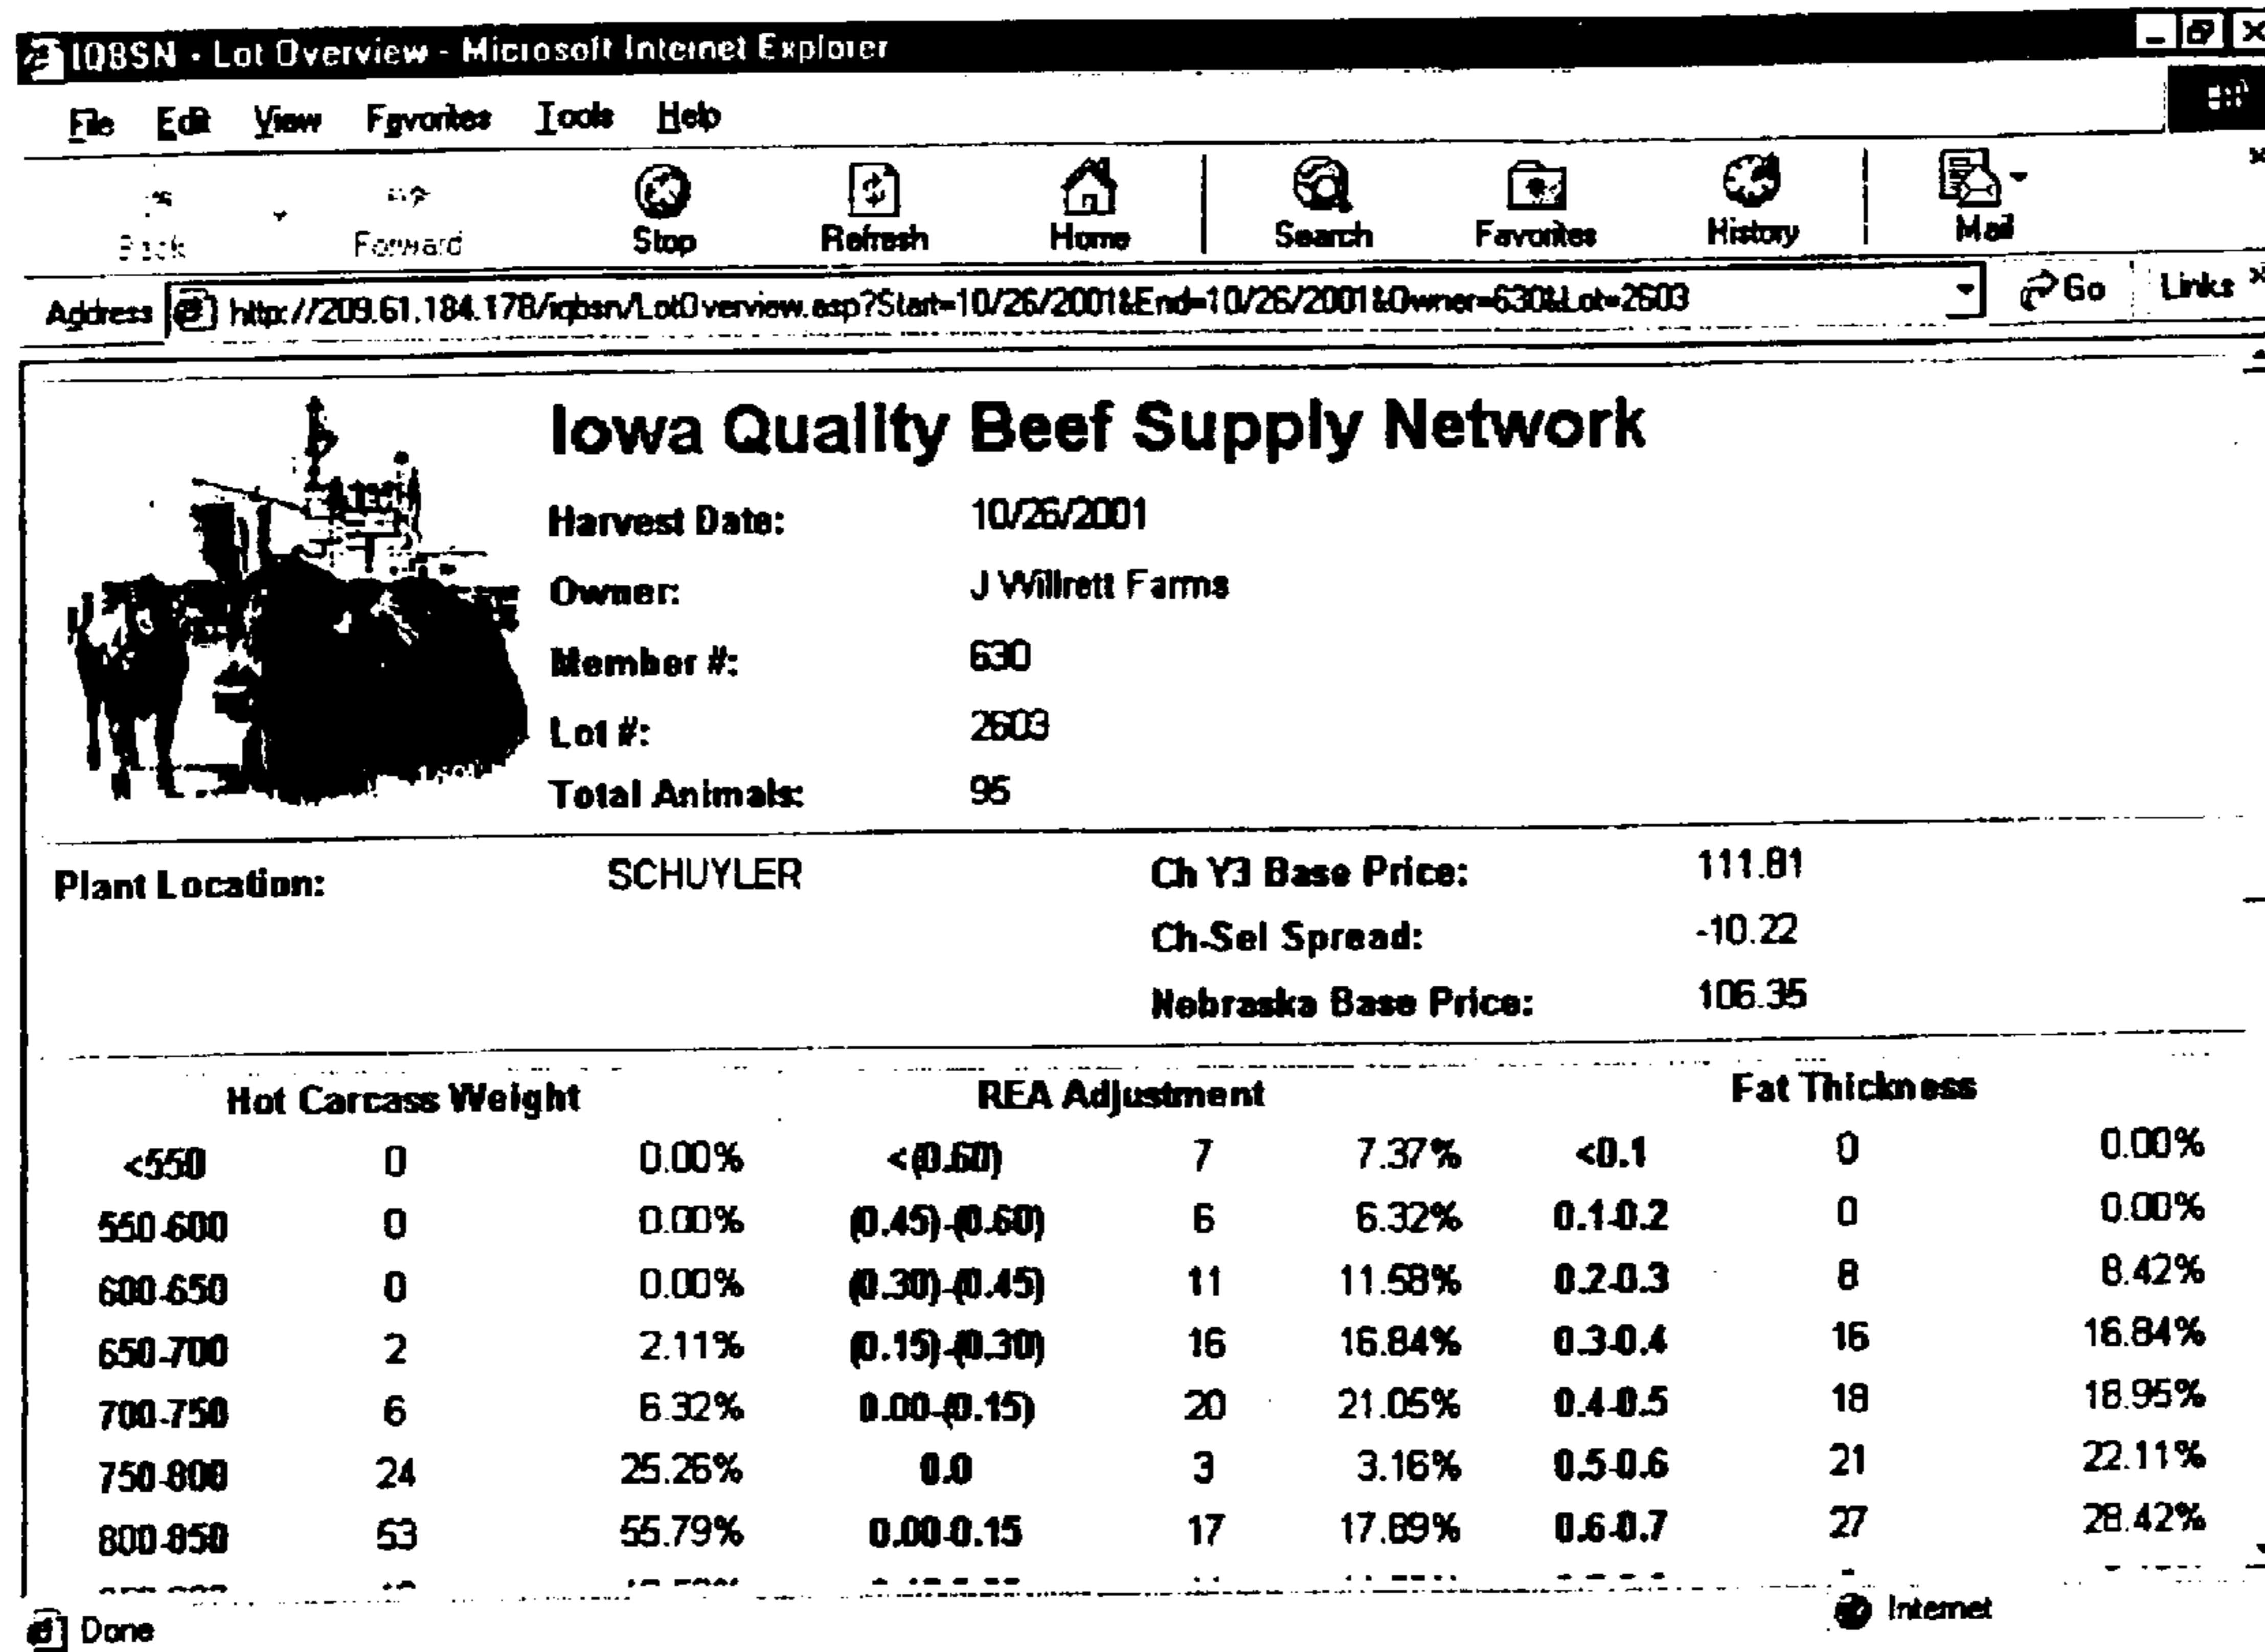 IQBSN - Lot Overview - Microsoft Internet Explorer
File Edit View Favorites Tools Help
Back Forward Stop Refresh Home Search Favorites History Mail
Address http://209.61.184.178/iqbsn/LotOverview.asp?Start=10/26/2001&End=10/26/2001&Owner=630&Lot=2603 Go Links
Iowa Quality Beef Supply Network
Harvest Date: 10/26/2001
Owner: J Willrett Farms
Member #: 630
Lot #: 2603
Total Animals: 95
Plant Location: SCHUYLER Ch Y3 Base Price: 111.81
Ch-Sel Spread: -10.22
Nebraska Base Price: 106.35
Hot Carcass Weight REA Adjustment Fat Thickness
<550 0 0.00% <(0.60) 7 7.37% <0.1 0 0.00%
550-600 0 0.00% (0.45)-(0.60) 6 6.32% 0.1-0.2 0 0.00%
600-650 0 0.00% (0.30)-(0.45) 11 11.58% 0.2-0.3 8 8.42%
650-700 2 2.11% (0.15)-(0.30) 16 16.84% 0.3-0.4 16 16.84%
700-750 6 6.32% 0.00-(0.15) 20 21.05% 0.4-0.5 18 18.95%
750-800 24 25.26% 0.0 3 3.16% 0.5-0.6 21 22.11%
800-850 53 55.79% 0.00-0.15 17 17.89% 0.6-0.7 27 28.42%
Done Internet